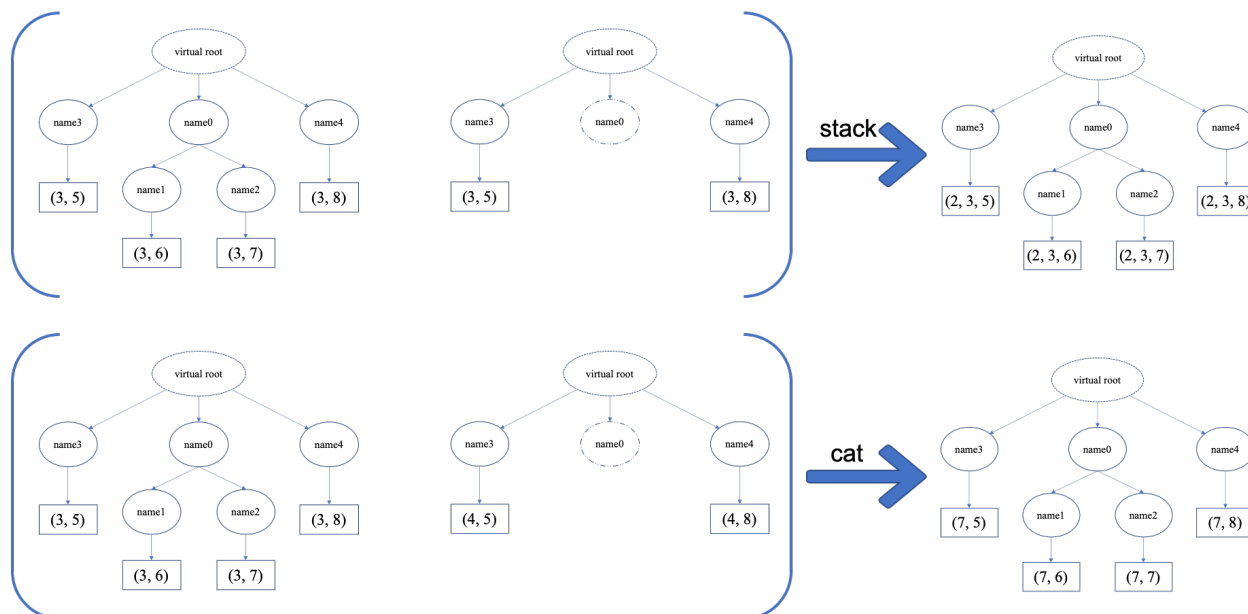 virtual root
virtual root
virtual root
name3
name0
name4
name3
name0
name4
stack
name3
name0
name4
(3, 5)
name1
name2
(3, 8)
(3, 5)
(3, 8)
(2, 3, 5)
name1
name2
(2, 3, 8)
(3, 6)
(3, 7)
(2, 3, 6)
(2, 3, 7)
virtual root
virtual root
virtual root
name3
name0
name4
name3
name0
name4
cat
name3
name0
name4
(3, 5)
name1
name2
(3, 8)
(4, 5)
(4, 8)
(7, 5)
name1
name2
(7, 8)
(3, 6)
(3, 7)
(7, 6)
(7, 7)